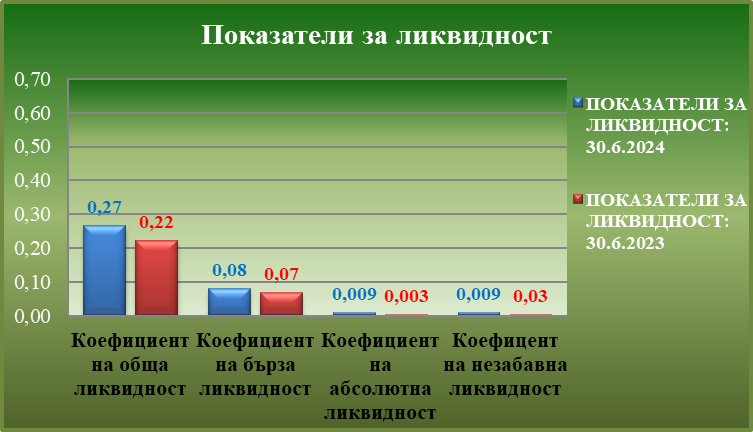 Показатели за ликвидност
0,70
0,60
0,50
0,40
0,30
0,20
0,10
0,00
0,27
0,22
0,08
0,07
0,009
0,003
0,009
0,03
Коефициент
на обща
ликвидност
Коефициент
на бърза
ликвидност
Коефициент
на
абсолютна
ликвидност
Коефицент
на незабавна
ликвидност
ПОКАЗАТЕЛИ ЗА
ЛИКВИДНОСТ:
30.6.2024
ПОКАЗАТЕЛИ ЗА
ЛИКВИДНОСТ:
30.6.2023